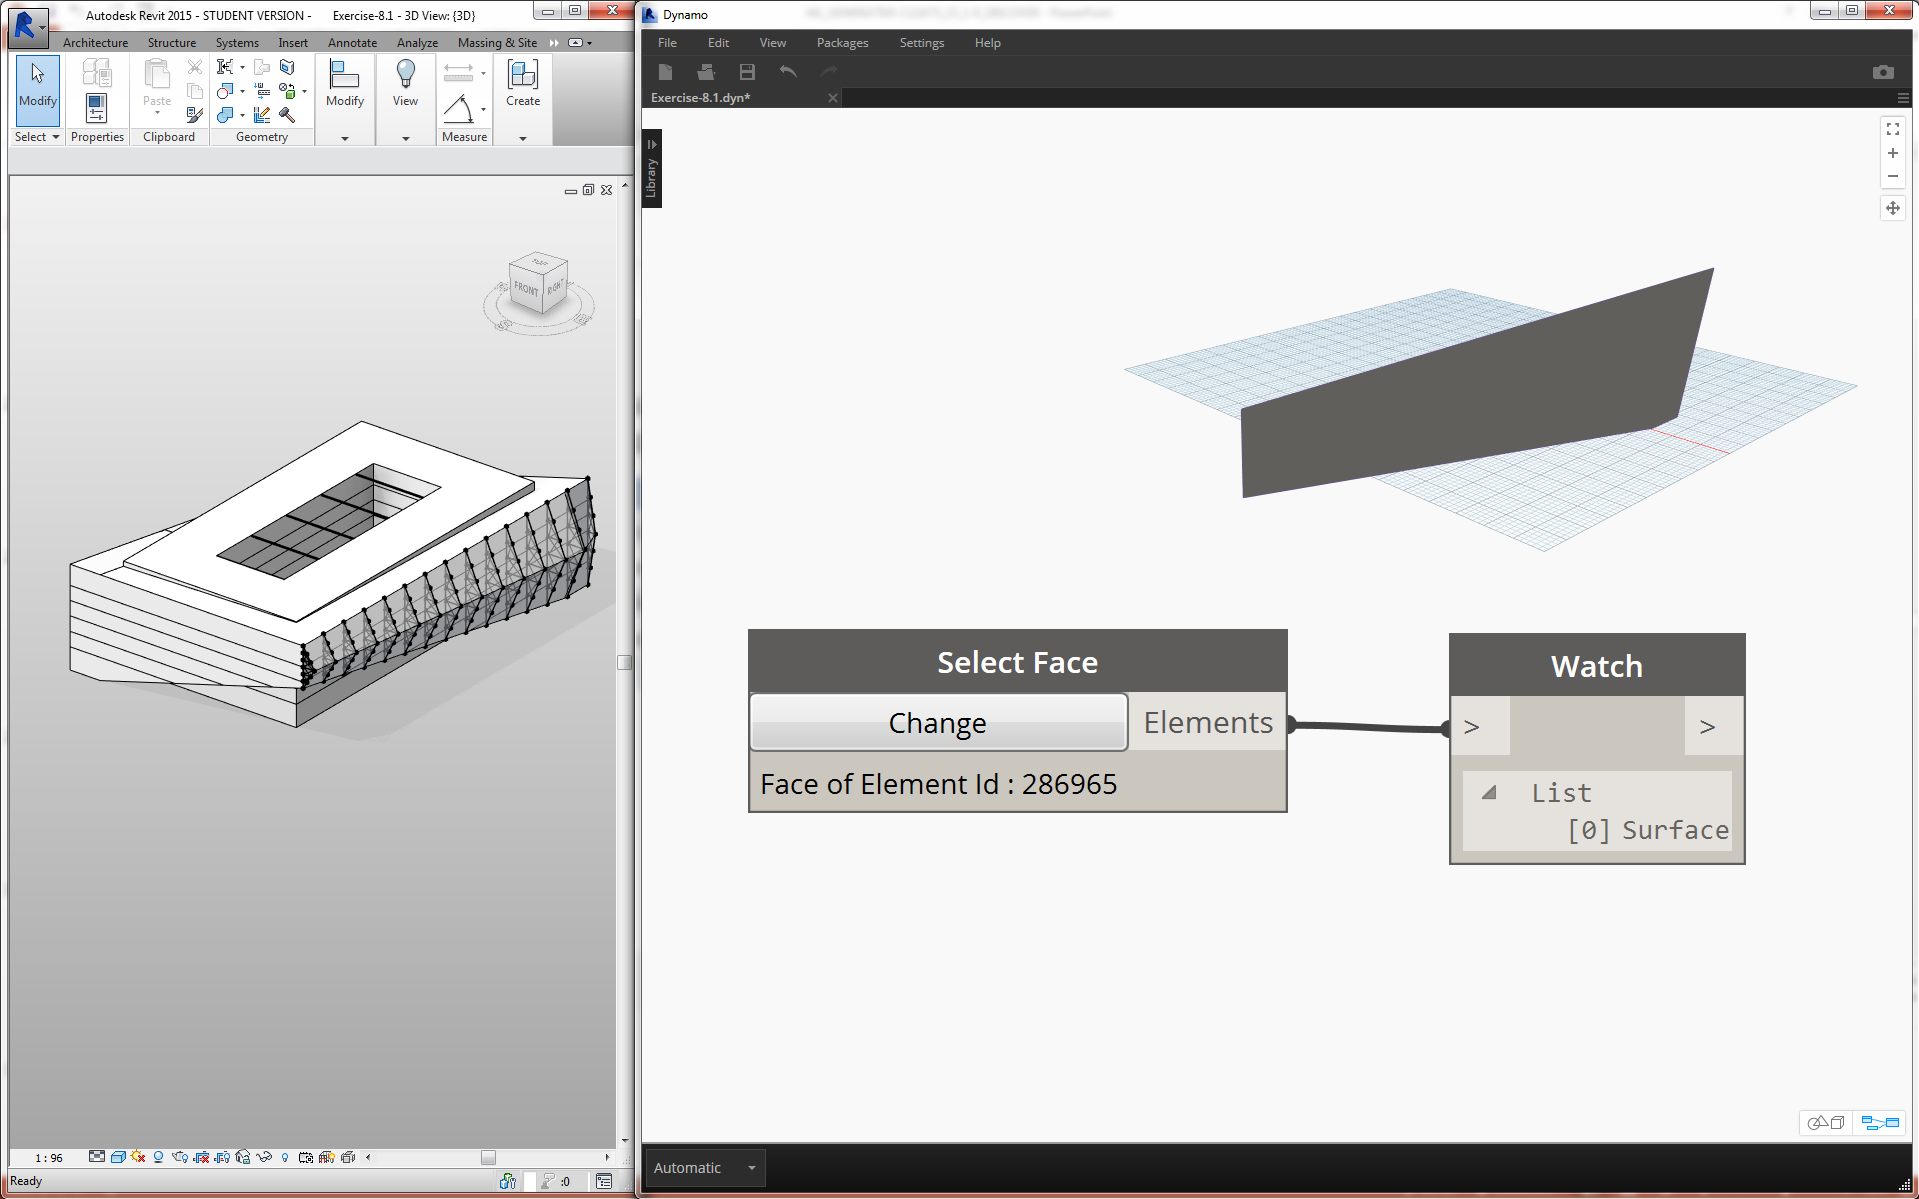 Autodesk Revit 2015 - STUDENT VERSION - Exercise-8.1 - 3D View: {3D}
Architecture Structure Systems Insert Annotate Analyze Massing & Site
Modify
Paste
Modify
View
Create
Select Properties Clipboard Geometry Measure
TOP
FRONT RIGHT
1 : 96
Ready
:0
Dynamo
File Edit View Packages Settings Help
Exercise-8.1.dyn*
Library
Select Face
Change
Elements
Face of Element Id : 286965
Watch
> >
List
[0] Surface
Automatic